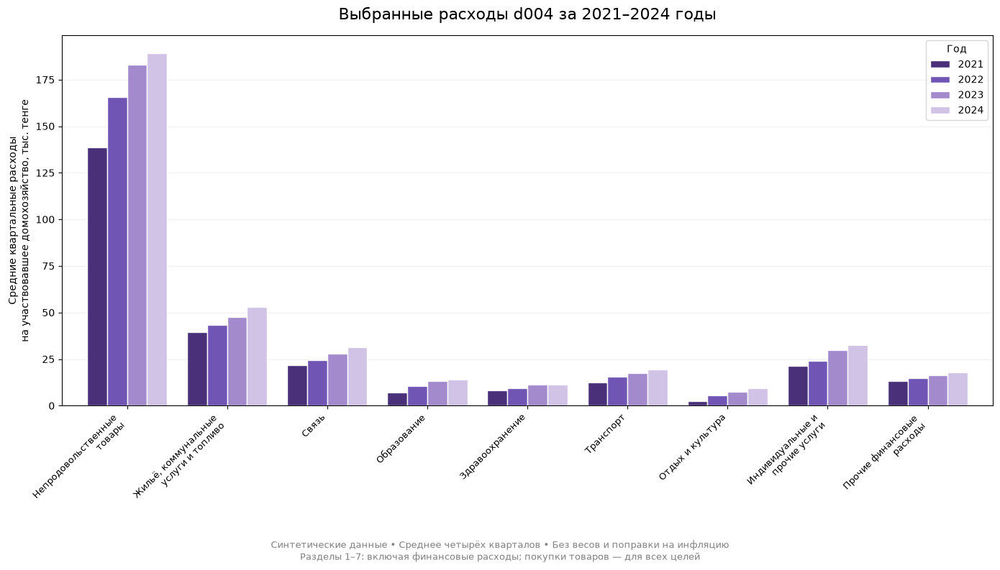 Выбранные расходы d004 за 2021–2024 годы
Средние квартальные расходы
на участвовавшее домохозяйство, тыс. тенге
175
150
125
100
75
50
25
0
Год
2021
2022
2023
2024
Непродовольственные
товары
Жильё, коммунальные
услуги и топливо
Связь
Образование
Здравоохранение
Транспорт
Отдых и культура
Индивидуальные и
прочие услуги
Прочие финансовые
расходы
Синтетические данные • Среднее четырёх кварталов • Без весов и поправки на инфляцию
Разделы 1–7: включая финансовые расходы; покупки товаров — для всех целей